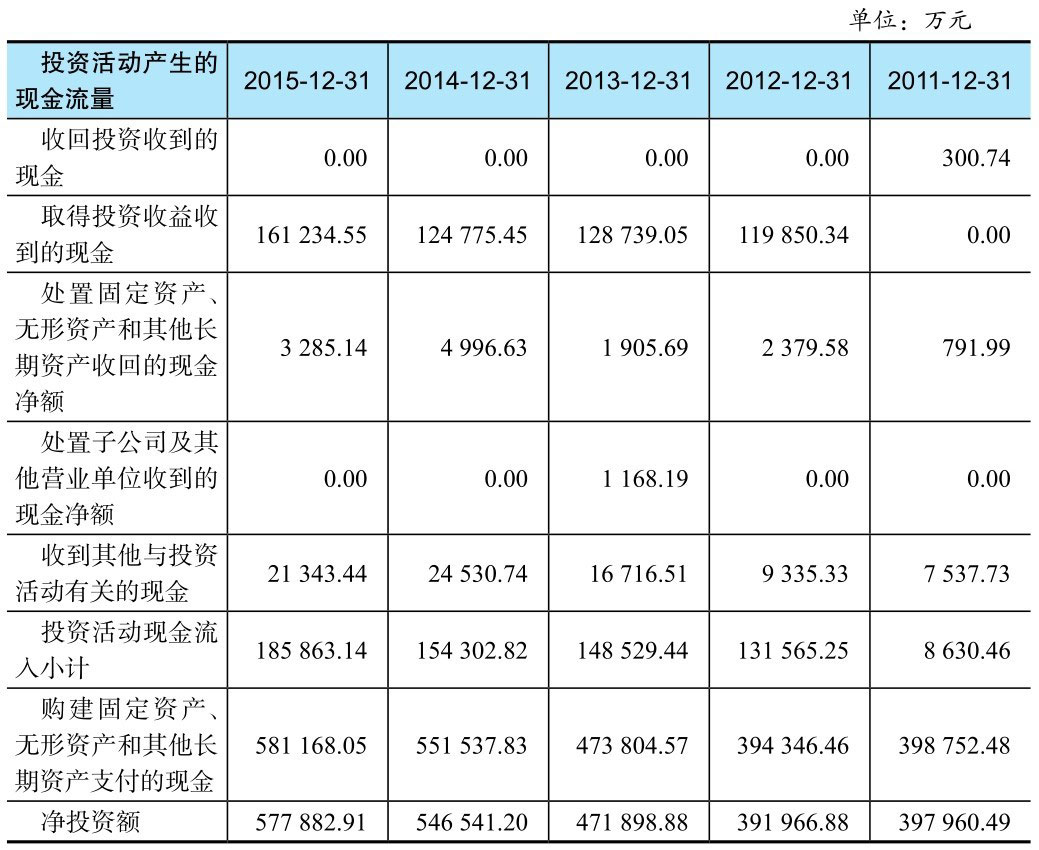 单位：万元
投资活动产生的
现金流量 2015-12-31 2014-12-31 2013-12-31 2012-12-31 2011-12-31
收回投资收到的
现金 0.00 0.00 0.00 0.00 300.74
取得投资收益收
到的现金 161 234.55 124 775.45 128 739.05 119 850.34 0.00
处置固定资产、
无形资产和其他长
期资产收回的现金
净额 3 285.14 4 996.63 1 905.69 2 379.58 791.99
处置子公司及其
他营业单位收到的
现金净额 0.00 0.00 1 168.19 0.00 0.00
收到其他与投资
活动有关的现金 21 343.44 24 530.74 16 716.51 9 335.33 7 537.73
投资活动现金流
入小计 185 863.14 154 302.82 148 529.44 131 565.25 8 630.46
购建固定资产、
无形资产和其他长
期资产支付的现金 581 168.05 551 537.83 473 804.57 394 346.46 398 752.48
净投资额 577 882.91 546 541.20 471 898.88 391 966.88 397 960.49